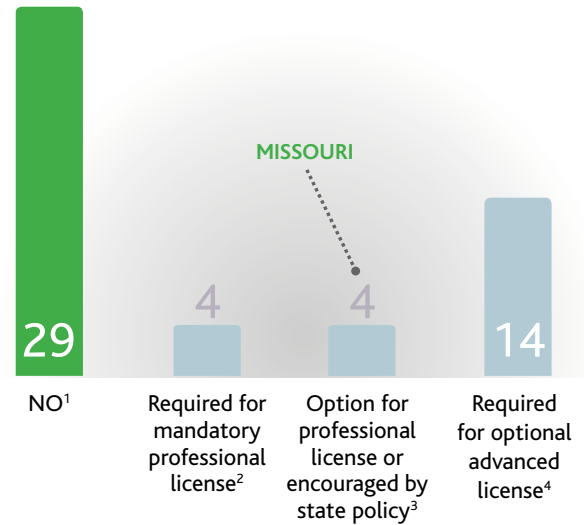 MISSOURI
29
4
4
14
NO¹
Required for
mandatory
professional
license²
Option for
professional
license or
encouraged by
state policy³
Required
for optional
advanced
license⁴